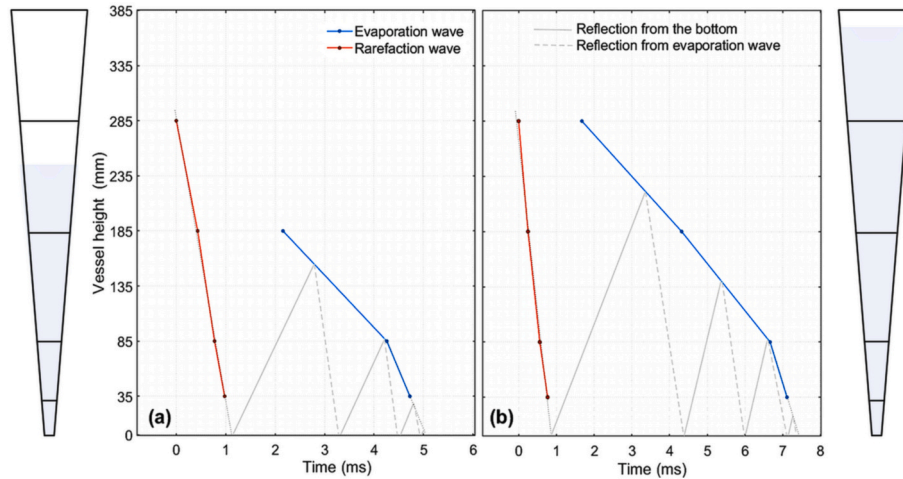 385
335
285
235
185
135
85
35
0
Vessel height (mm)
Evaporation wave
Rarefaction wave
(a)
0 1 2 3 4 5 6
Time (ms)
Reflection from the bottom
Reflection from evaporation wave
(b)
0 1 2 3 4 5 6 7 8
Time (ms)